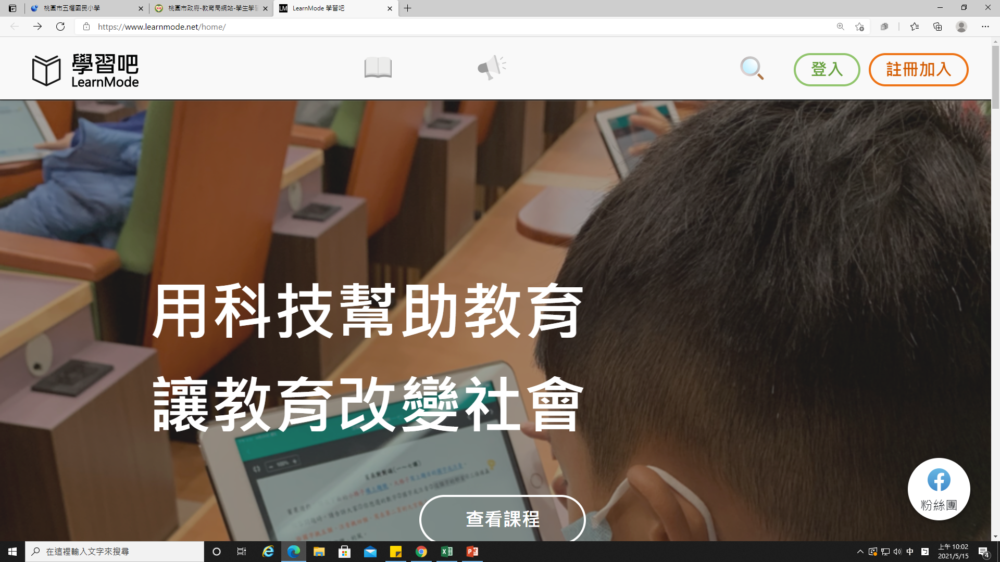 桃園市五權國民小學
桃園市政府-教育局網站-學生學習
LearnMode 學習吧
https://www.learnmode.net/home/
學習吧
LearnMode
登入
註冊加入
用科技幫助教育
讓教育改變社會
100%
查看課程
粉絲團
在這裡輸入文字來搜尋
中
上午 10:02
2021/5/15
4